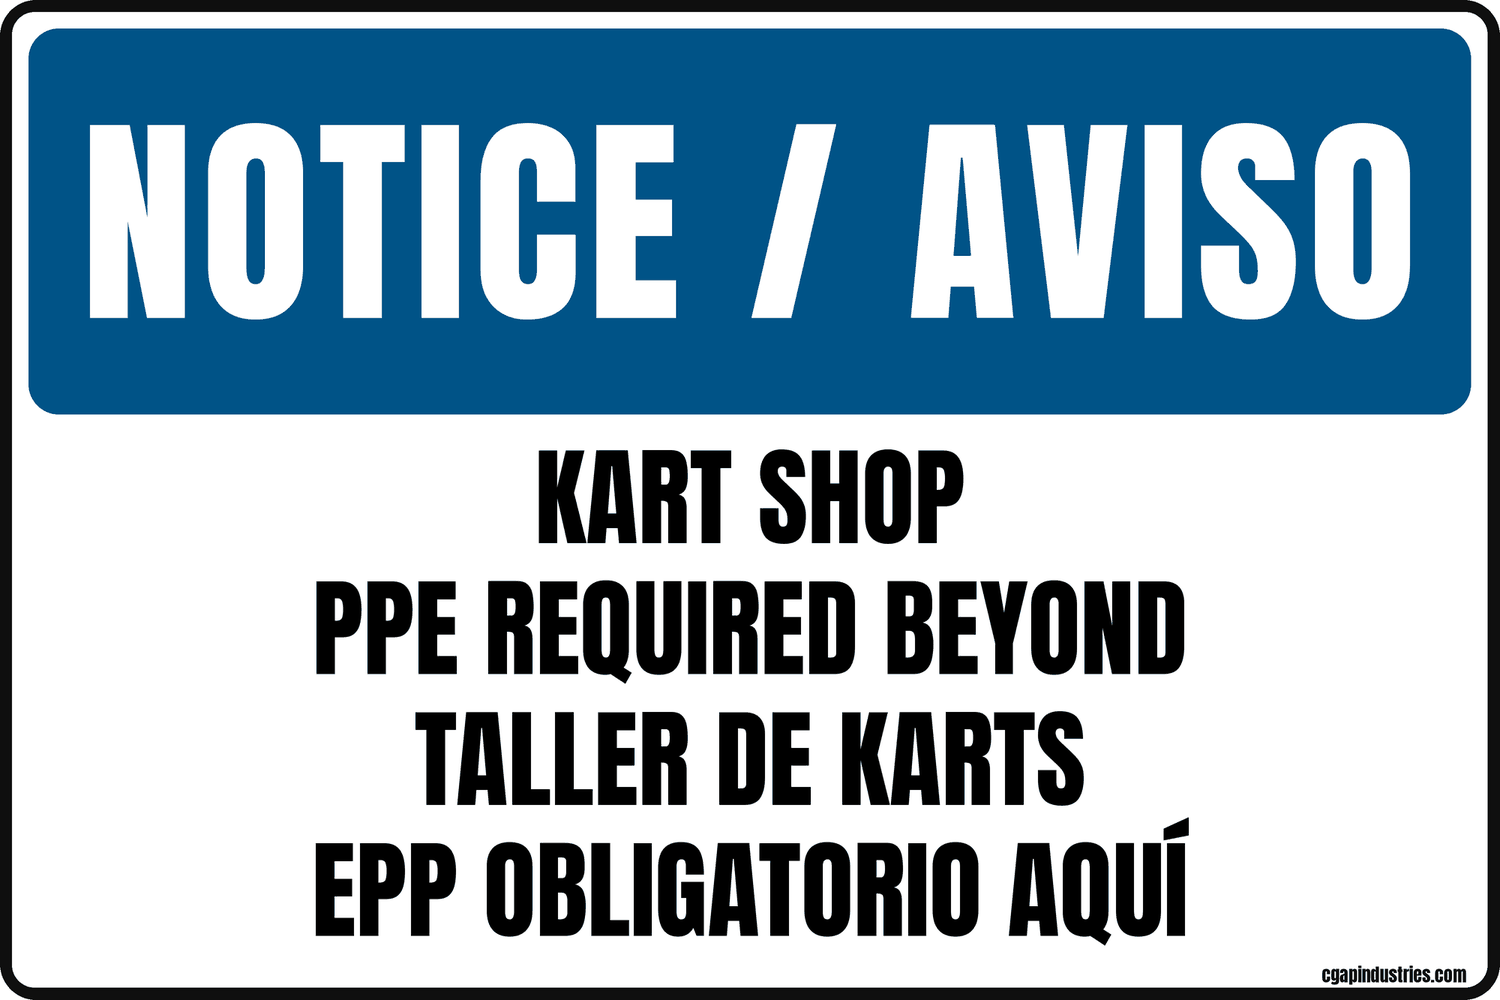 NOTICE / AVISO
KART SHOP
PPE REQUIRED BEYOND
TALLER DE KARTS
EPP OBLIGATORIO AQUÍ
cgapindustries.com